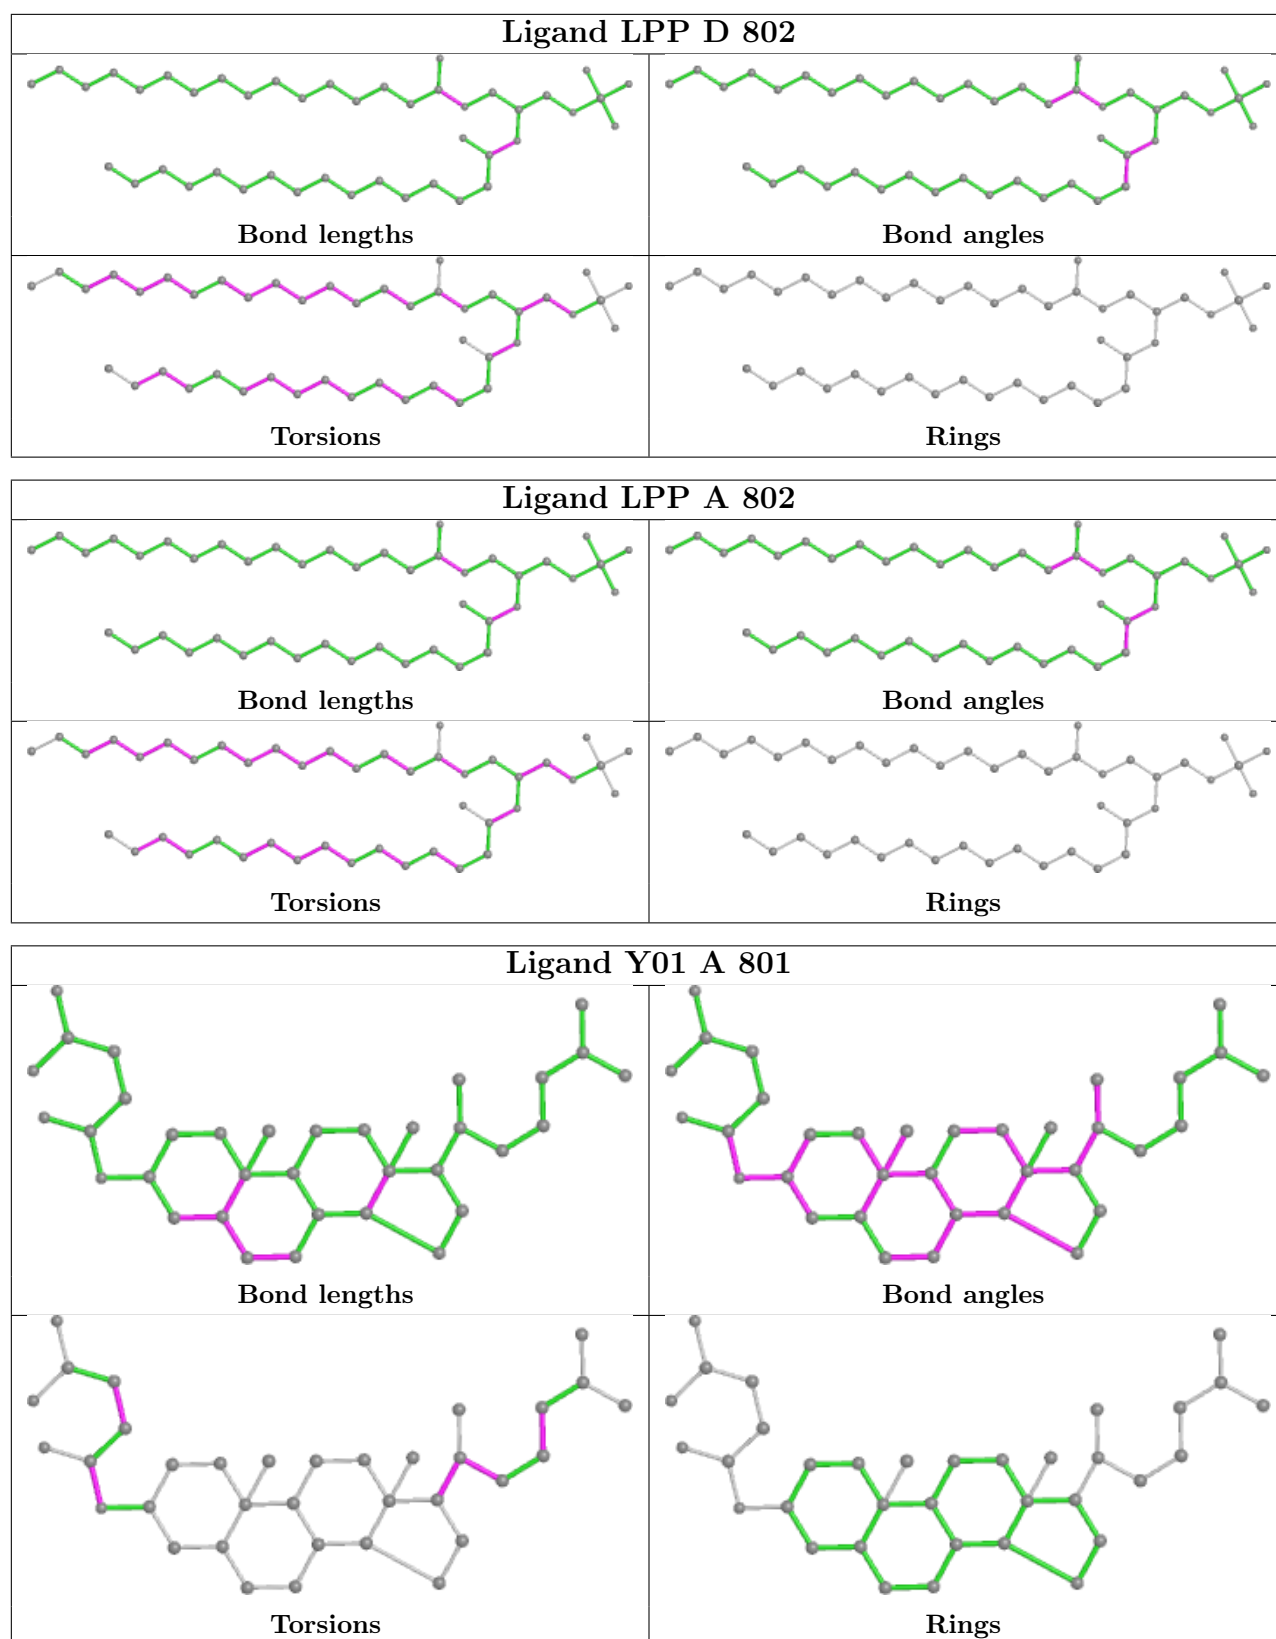 Ligand LPP D 802
Bond lengths
Bond angles
Torsions
Rings
Ligand LPP A 802
Bond lengths
Bond angles
Torsions
Rings
Ligand Y01 A 801
Bond lengths
Bond angles
Torsions
Rings